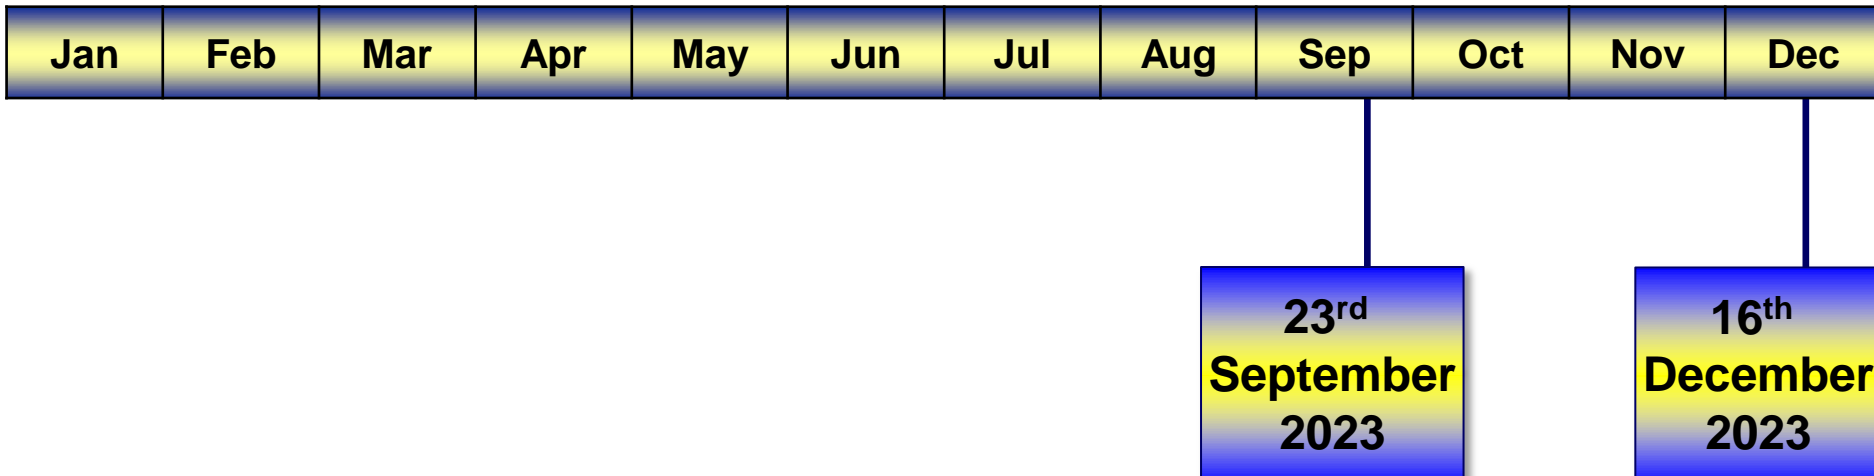 Jan Feb Mar Apr May Jun Jul Aug Sep Oct Nov Dec
23rd
September
2023
16th
December
2023